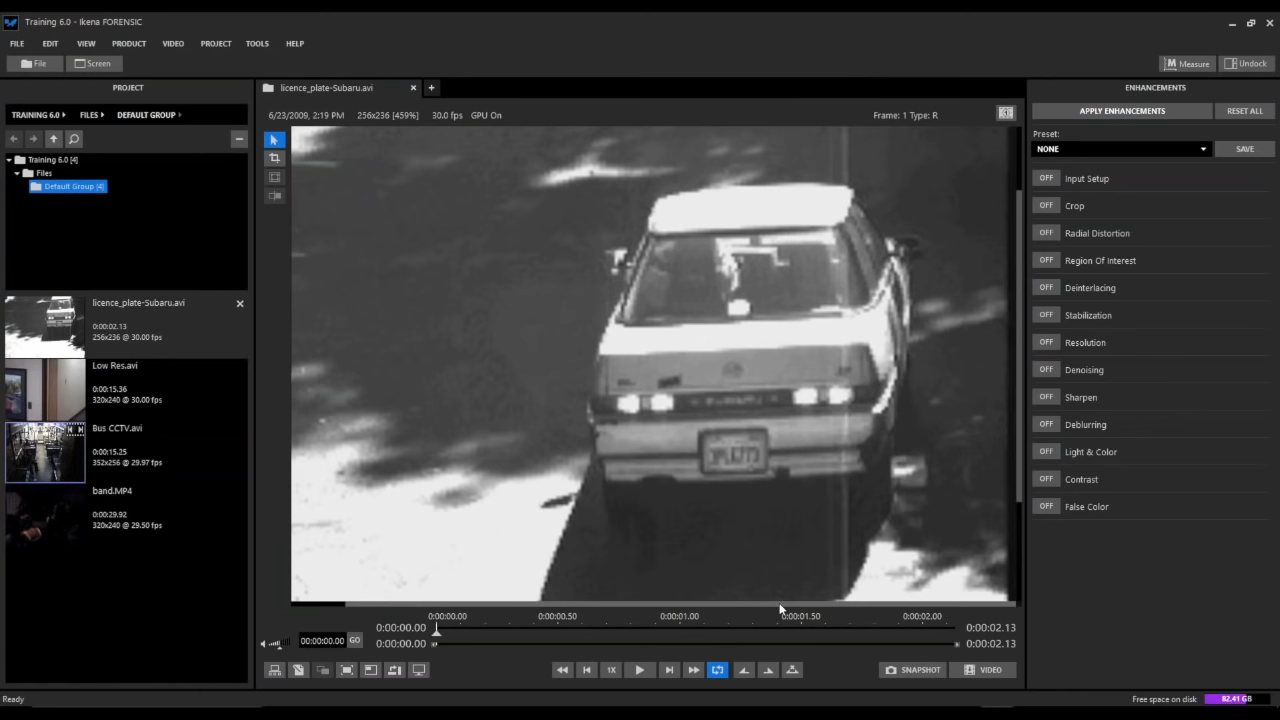 Training 6.0 - Ikena FORENSIC
FILE EDIT VIEW PRODUCT VIDEO PROJECT TOOLS HELP
File Screen
Measure Undock
PROJECT
TRAINING 6.0 FILES DEFAULT GROUP
Training 6.0 [4]
Files
Default Group [4]
licence_plate-Subaru.avi
0:00:02.13
256x236 @ 30.00 fps
Low Res.avi
0:00:15.36
320x240 @ 30.00 fps
Bus CCTV.avi
0:00:15.25
352x256 @ 29.97 fps
band.MP4
0:00:29.92
320x240 @ 29.50 fps
licence_plate-Subaru.avi
6/23/2009, 2:19 PM 256x236 [459%] 30.0 fps GPU On Frame: 1 Type: R
SUBARU
0:00:00.00 0:00:00.50 0:00:01.00 0:00:01.50 0:00:02.00
0:00:00.00 0:00:02.13
00:00:00.00 GO 0:00:00.00 0:00:02.13
1X
SNAPSHOT VIDEO
ENHANCEMENTS
APPLY ENHANCEMENTS RESET ALL
Preset:
NONE SAVE
OFF Input Setup
OFF Crop
OFF Radial Distortion
OFF Region Of Interest
OFF Deinterlacing
OFF Stabilization
OFF Resolution
OFF Denoising
OFF Sharpen
OFF Deblurring
OFF Light & Color
OFF Contrast
OFF False Color
Ready
Free space on disk 82.41 GB